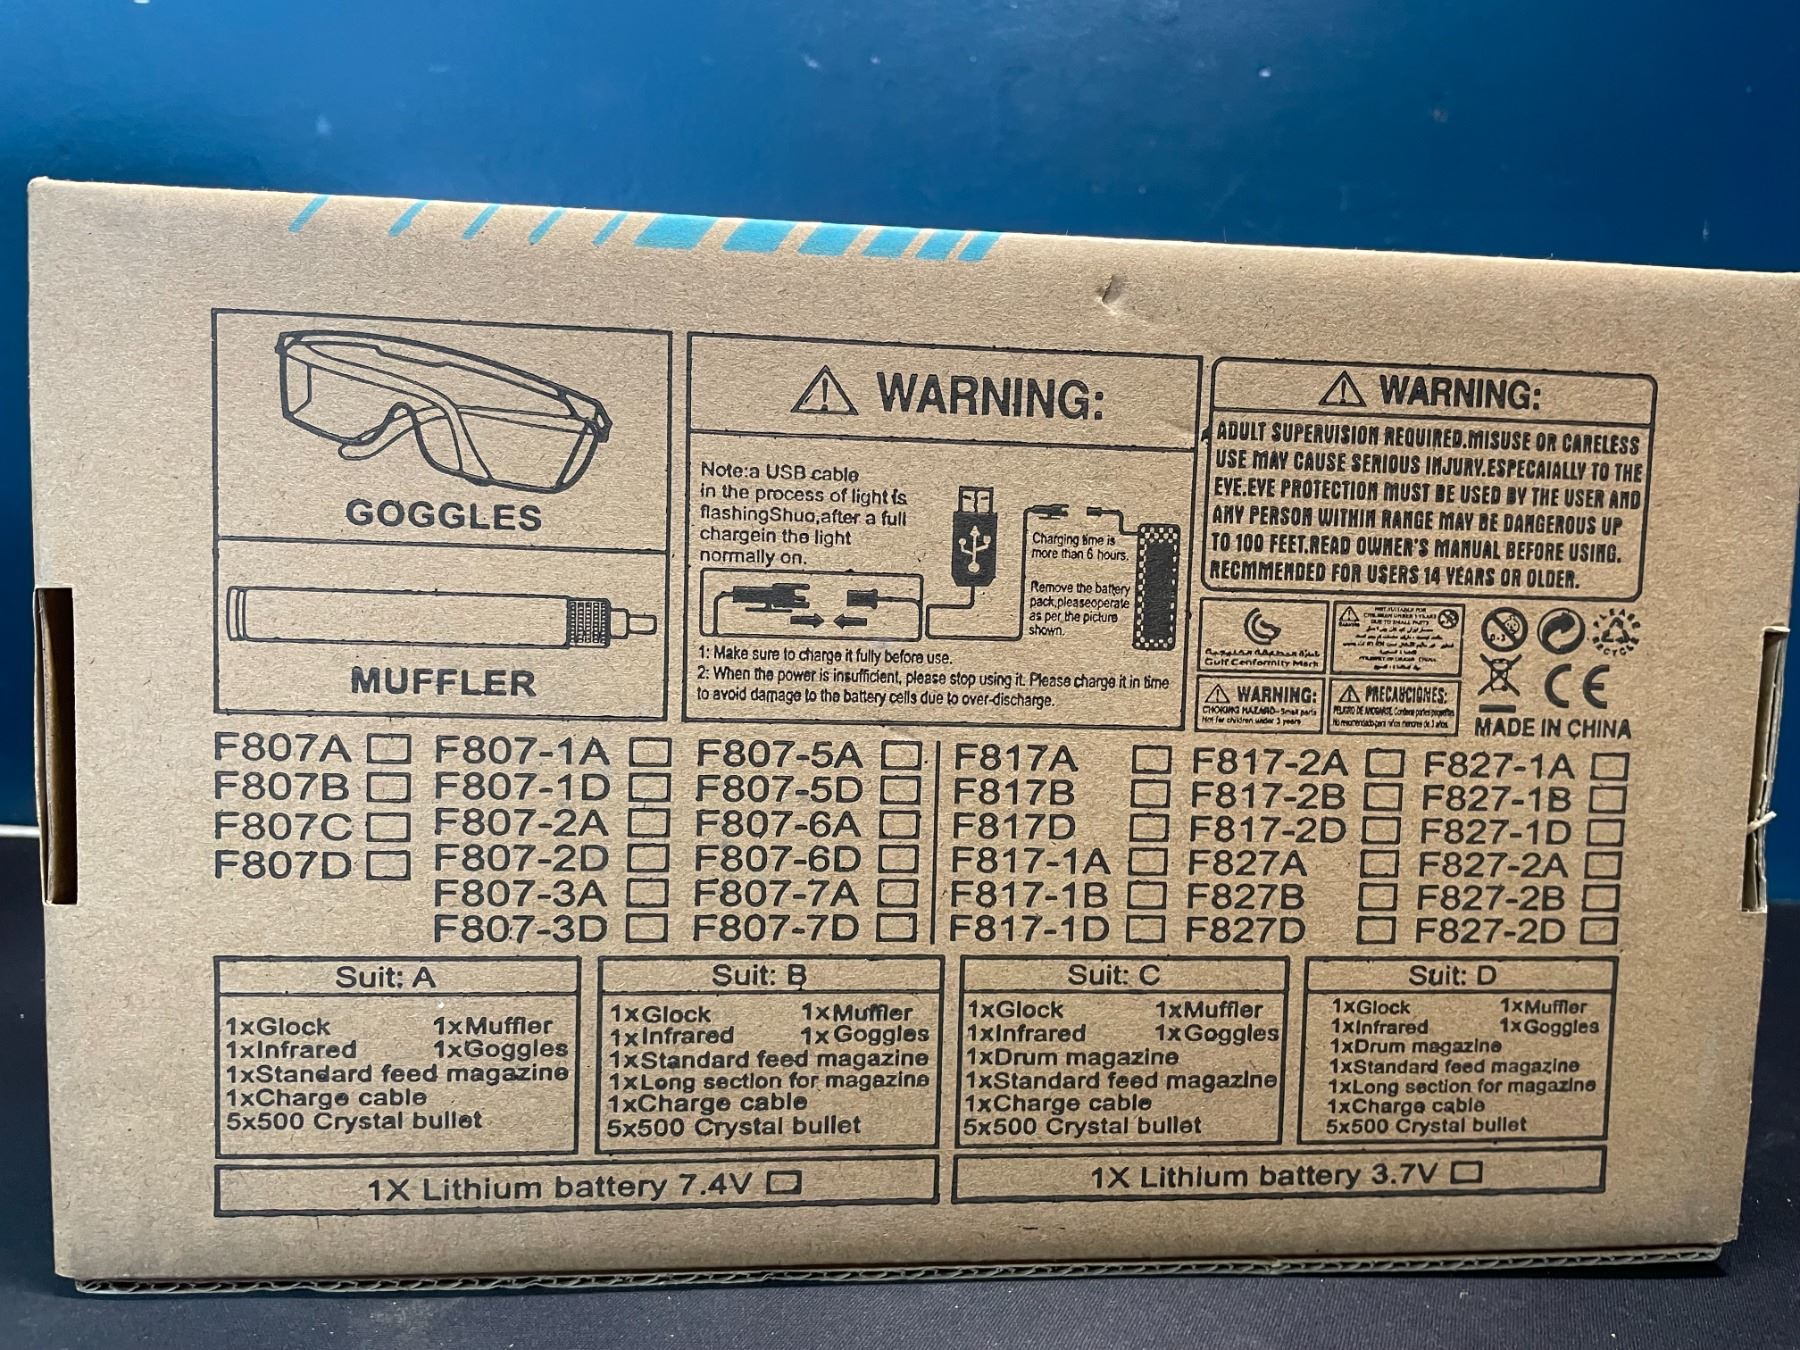 GOGGLES
MUFFLER
WARNING:
Note:a USB cable
in the process of light is
flashingShuo,after a full
chargein the light
normally on.
Charging time is
more than 6 hours.
Remove the battery
pack,pleaseoperate
as per the picture
shown.
1: Make sure to charge it fully before use.
2: When the power is insufficient, please stop using it. Please charge it in time
to avoid damage to the battery cells due to over-discharge.
WARNING:
ADULT SUPERVISION REQUIRED.MISUSE OR CARELESS
USE MAY CAUSE SERIOUS INJURY.ESPECAIALLY TO THE
EYE.EYE PROTECTION MUST BE USED BY THE USER AND
ANY PERSON WITHIN RANGE MAY BE DANGEROUS UP
TO 100 FEET.READ OWNER'S MANUAL BEFORE USING.
RECMMENDED FOR USERS 14 YEARS OR OLDER.
Gulf Conformity Mark
0-3
PLEASE
RECYCLE
WARNING:
CHOKING HAZARD-Small parts
Not for children under 3 years
PRECAUCIONES:
CE
MADE IN CHINA
F807A F807-1A F807-5A F817A F817-2A F827-1A
F807B F807-1D F807-5D F817B F817-2B F827-1B
F807C F807-2A F807-6A F817D F817-2D F827-1D
F807D F807-2D F807-6D F817-1A F827A F827-2A
F807-3A F807-7A F817-1B F827B F827-2B
F807-3D F807-7D F817-1D F827D F827-2D
Suit: A
1xGlock 1xMuffler
1xInfrared 1xGoggles
1xStandard feed magazine
1xCharge cable
5x500 Crystal bullet
Suit: B
1xGlock 1xMuffler
1xInfrared 1xGoggles
1xStandard feed magazine
1xLong section for magazine
1xCharge cable
5x500 Crystal bullet
Suit: C
1xGlock 1xMuffler
1xInfrared 1xGoggles
1xDrum magazine
1xStandard feed magazine
1xCharge cable
5x500 Crystal bullet
Suit: D
1xGlock 1xMuffler
1xInfrared 1xGoggles
1xDrum magazine
1xStandard feed magazine
1xLong section for magazine
1xCharge cable
5x500 Crystal bullet
1X Lithium battery 7.4V
1X Lithium battery 3.7V